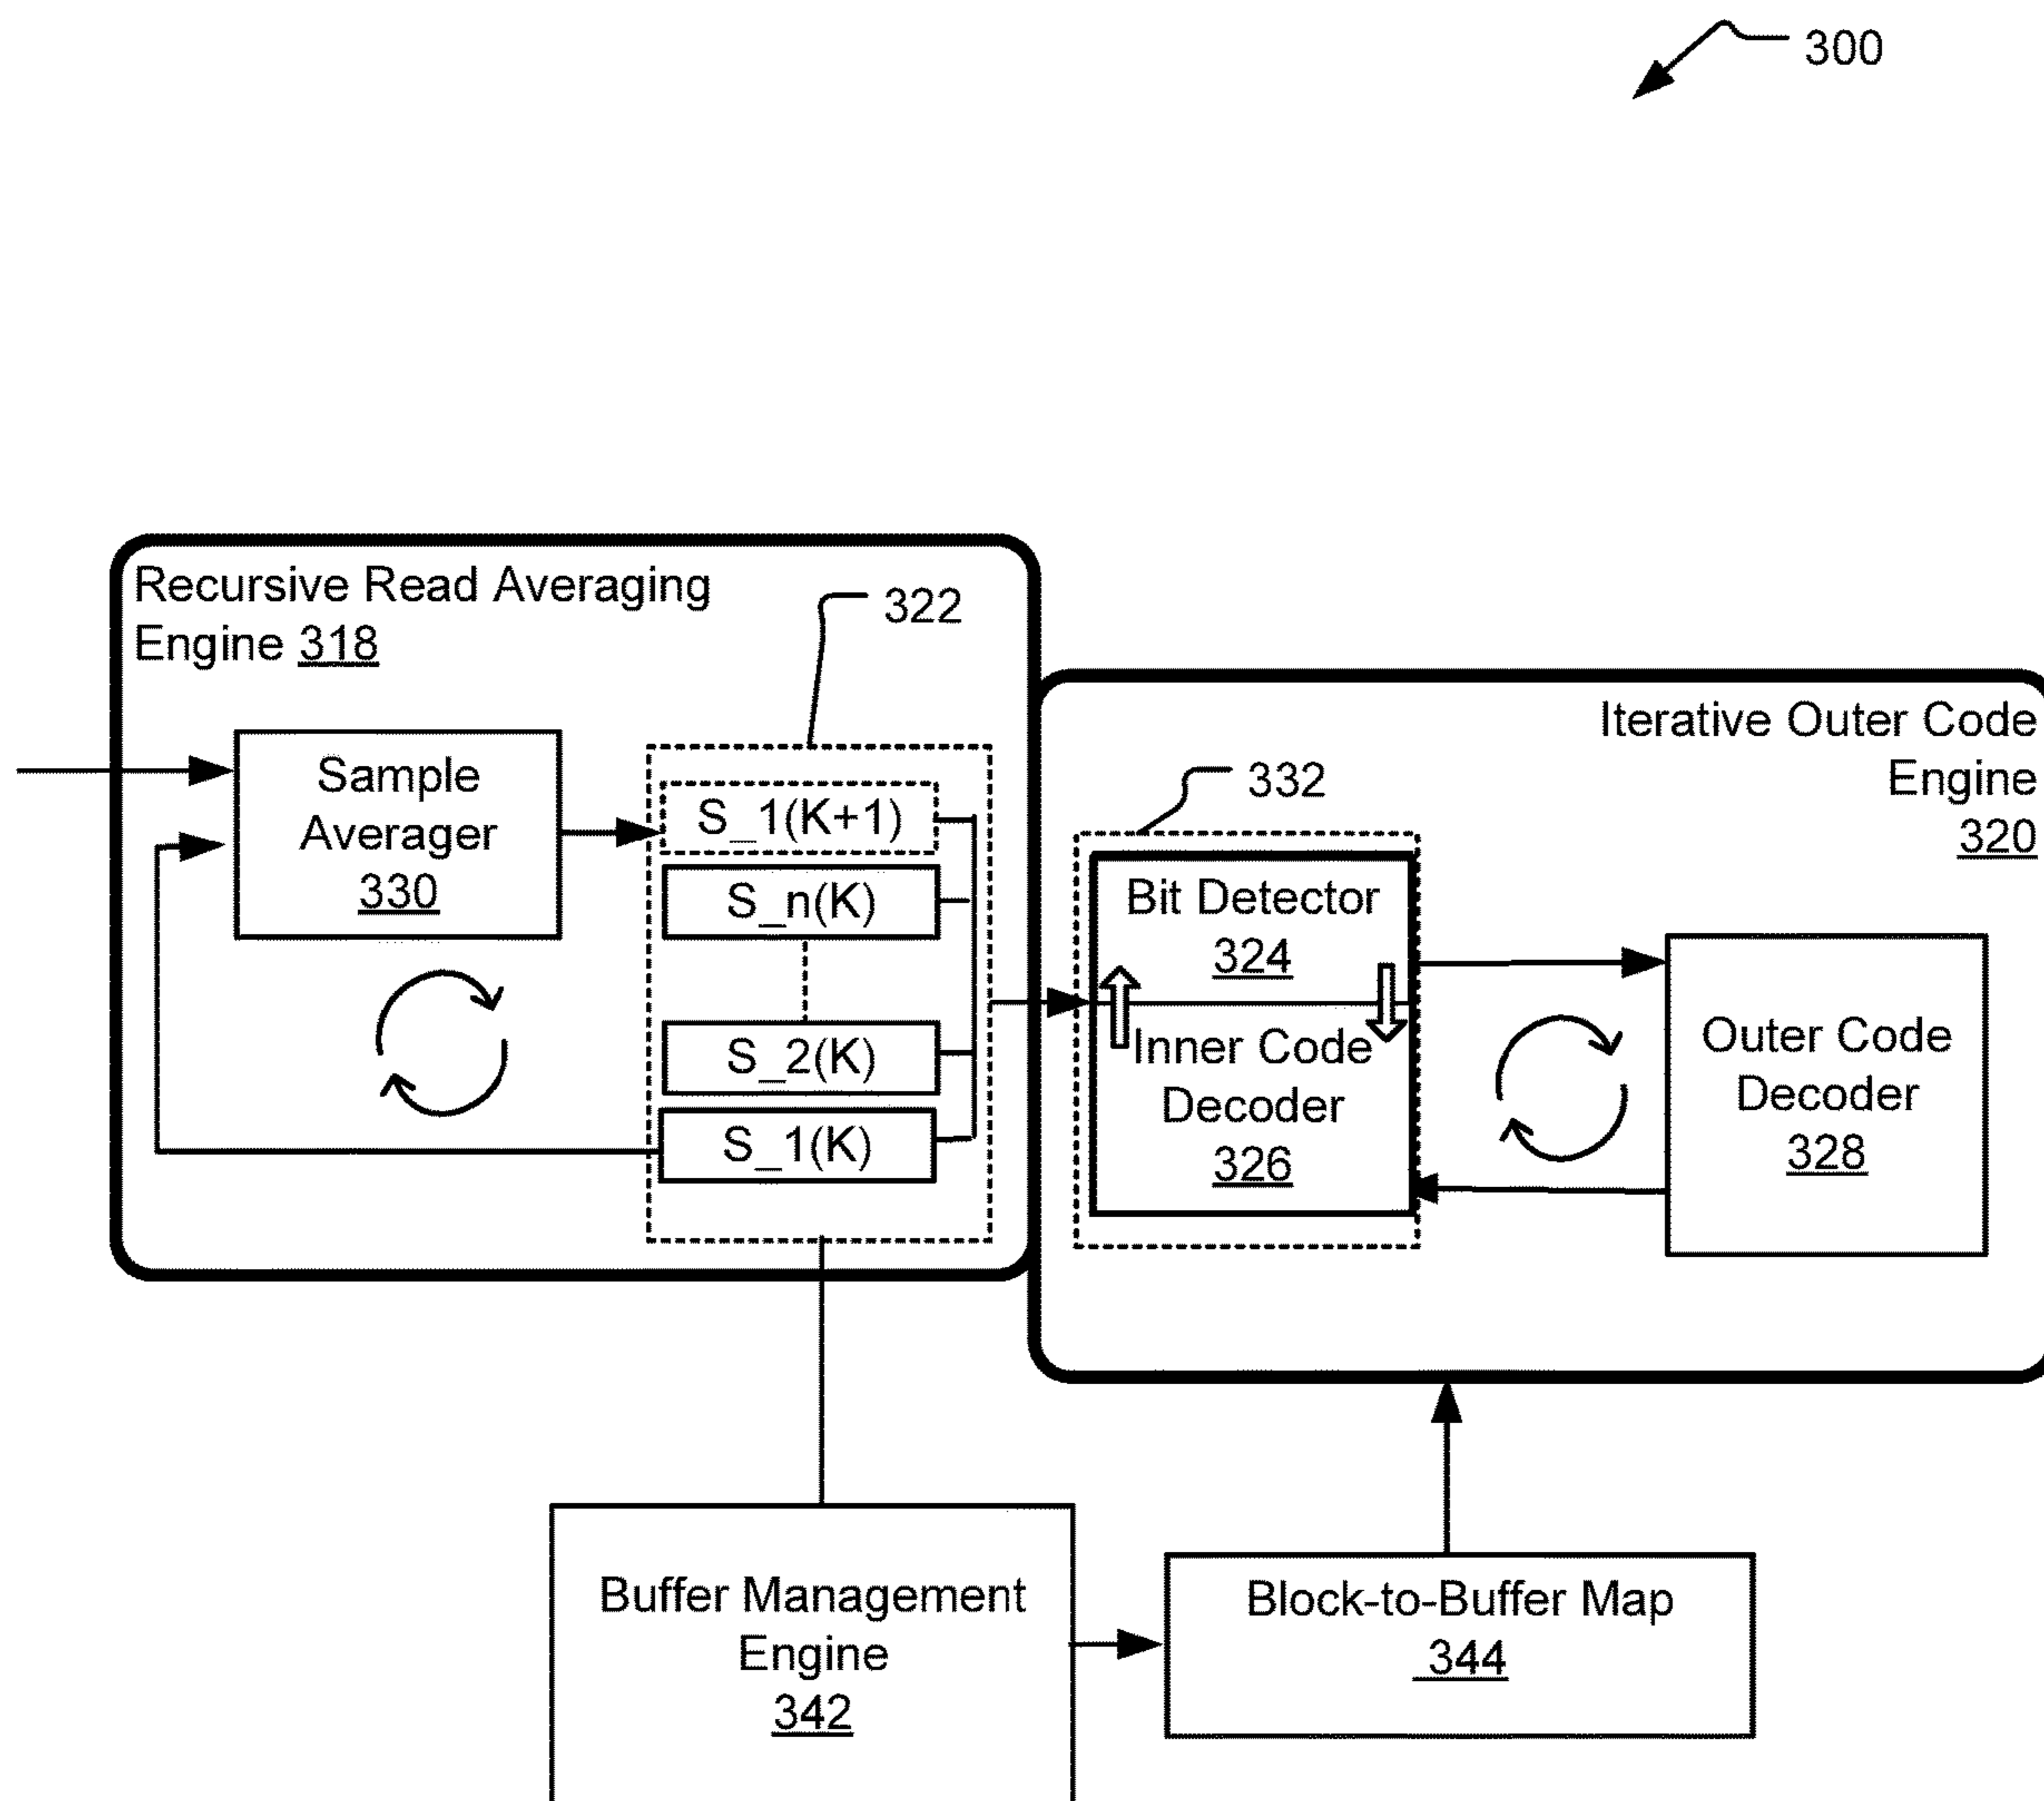 300
Recursive Read Averaging
Engine 318
322
Sample
Averager
330
S_1(K+1)
S_n(K)
S_2(K)
S_1(K)
Iterative Outer Code
Engine
320
332
Bit Detector
324
Inner Code
Decoder
326
Outer Code
Decoder
328
Buffer Management
Engine
342
Block-to-Buffer Map
344